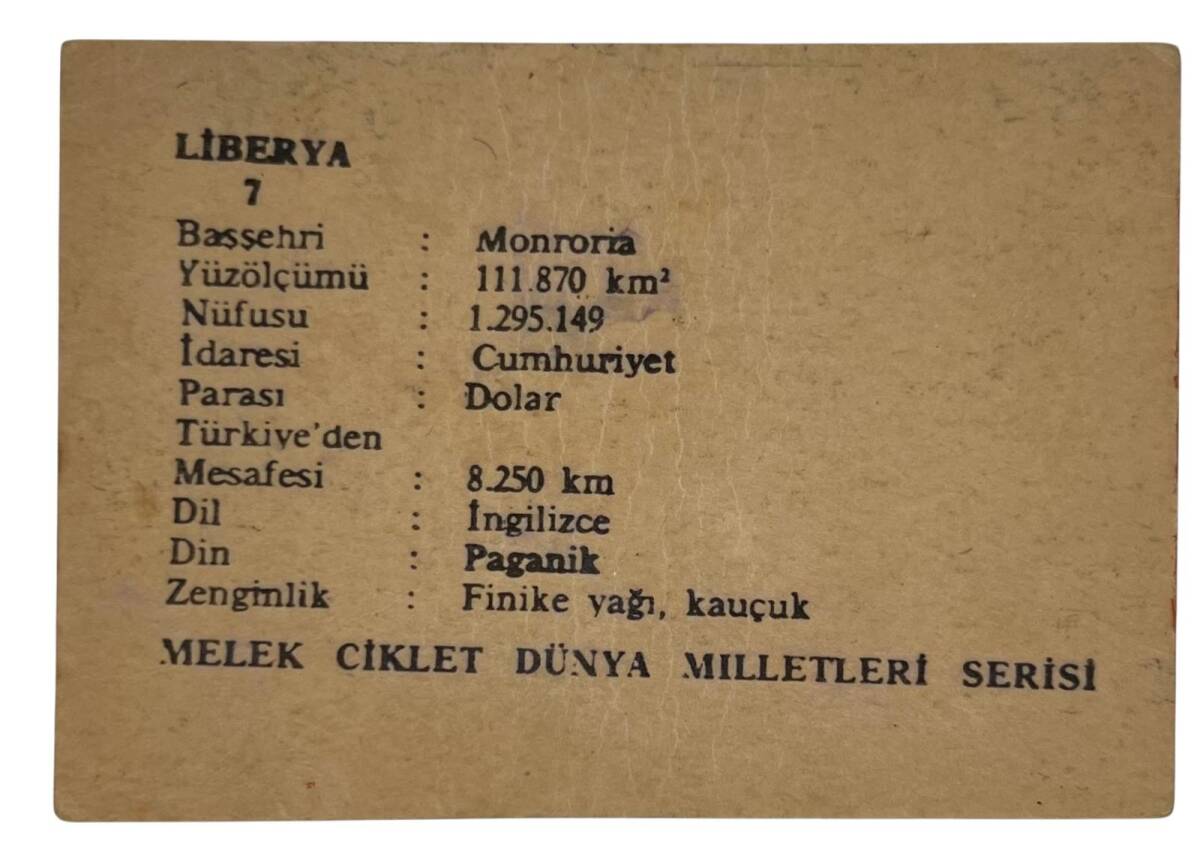 LİBERYA
7
Başşehri : Monroria
Yüzölçümü : 111.870 km²
Nüfusu : 1.295.149
İdaresi : Cumhuriyet
Parası : Dolar
Türkiye'den
Mesafesi : 8.250 km
Dil : İngilizce
Din : Paganik
Zenginlik : Finike yağı, kauçuk
MELEK CİKLET DÜNYA MILLETLERİ SERİSİ